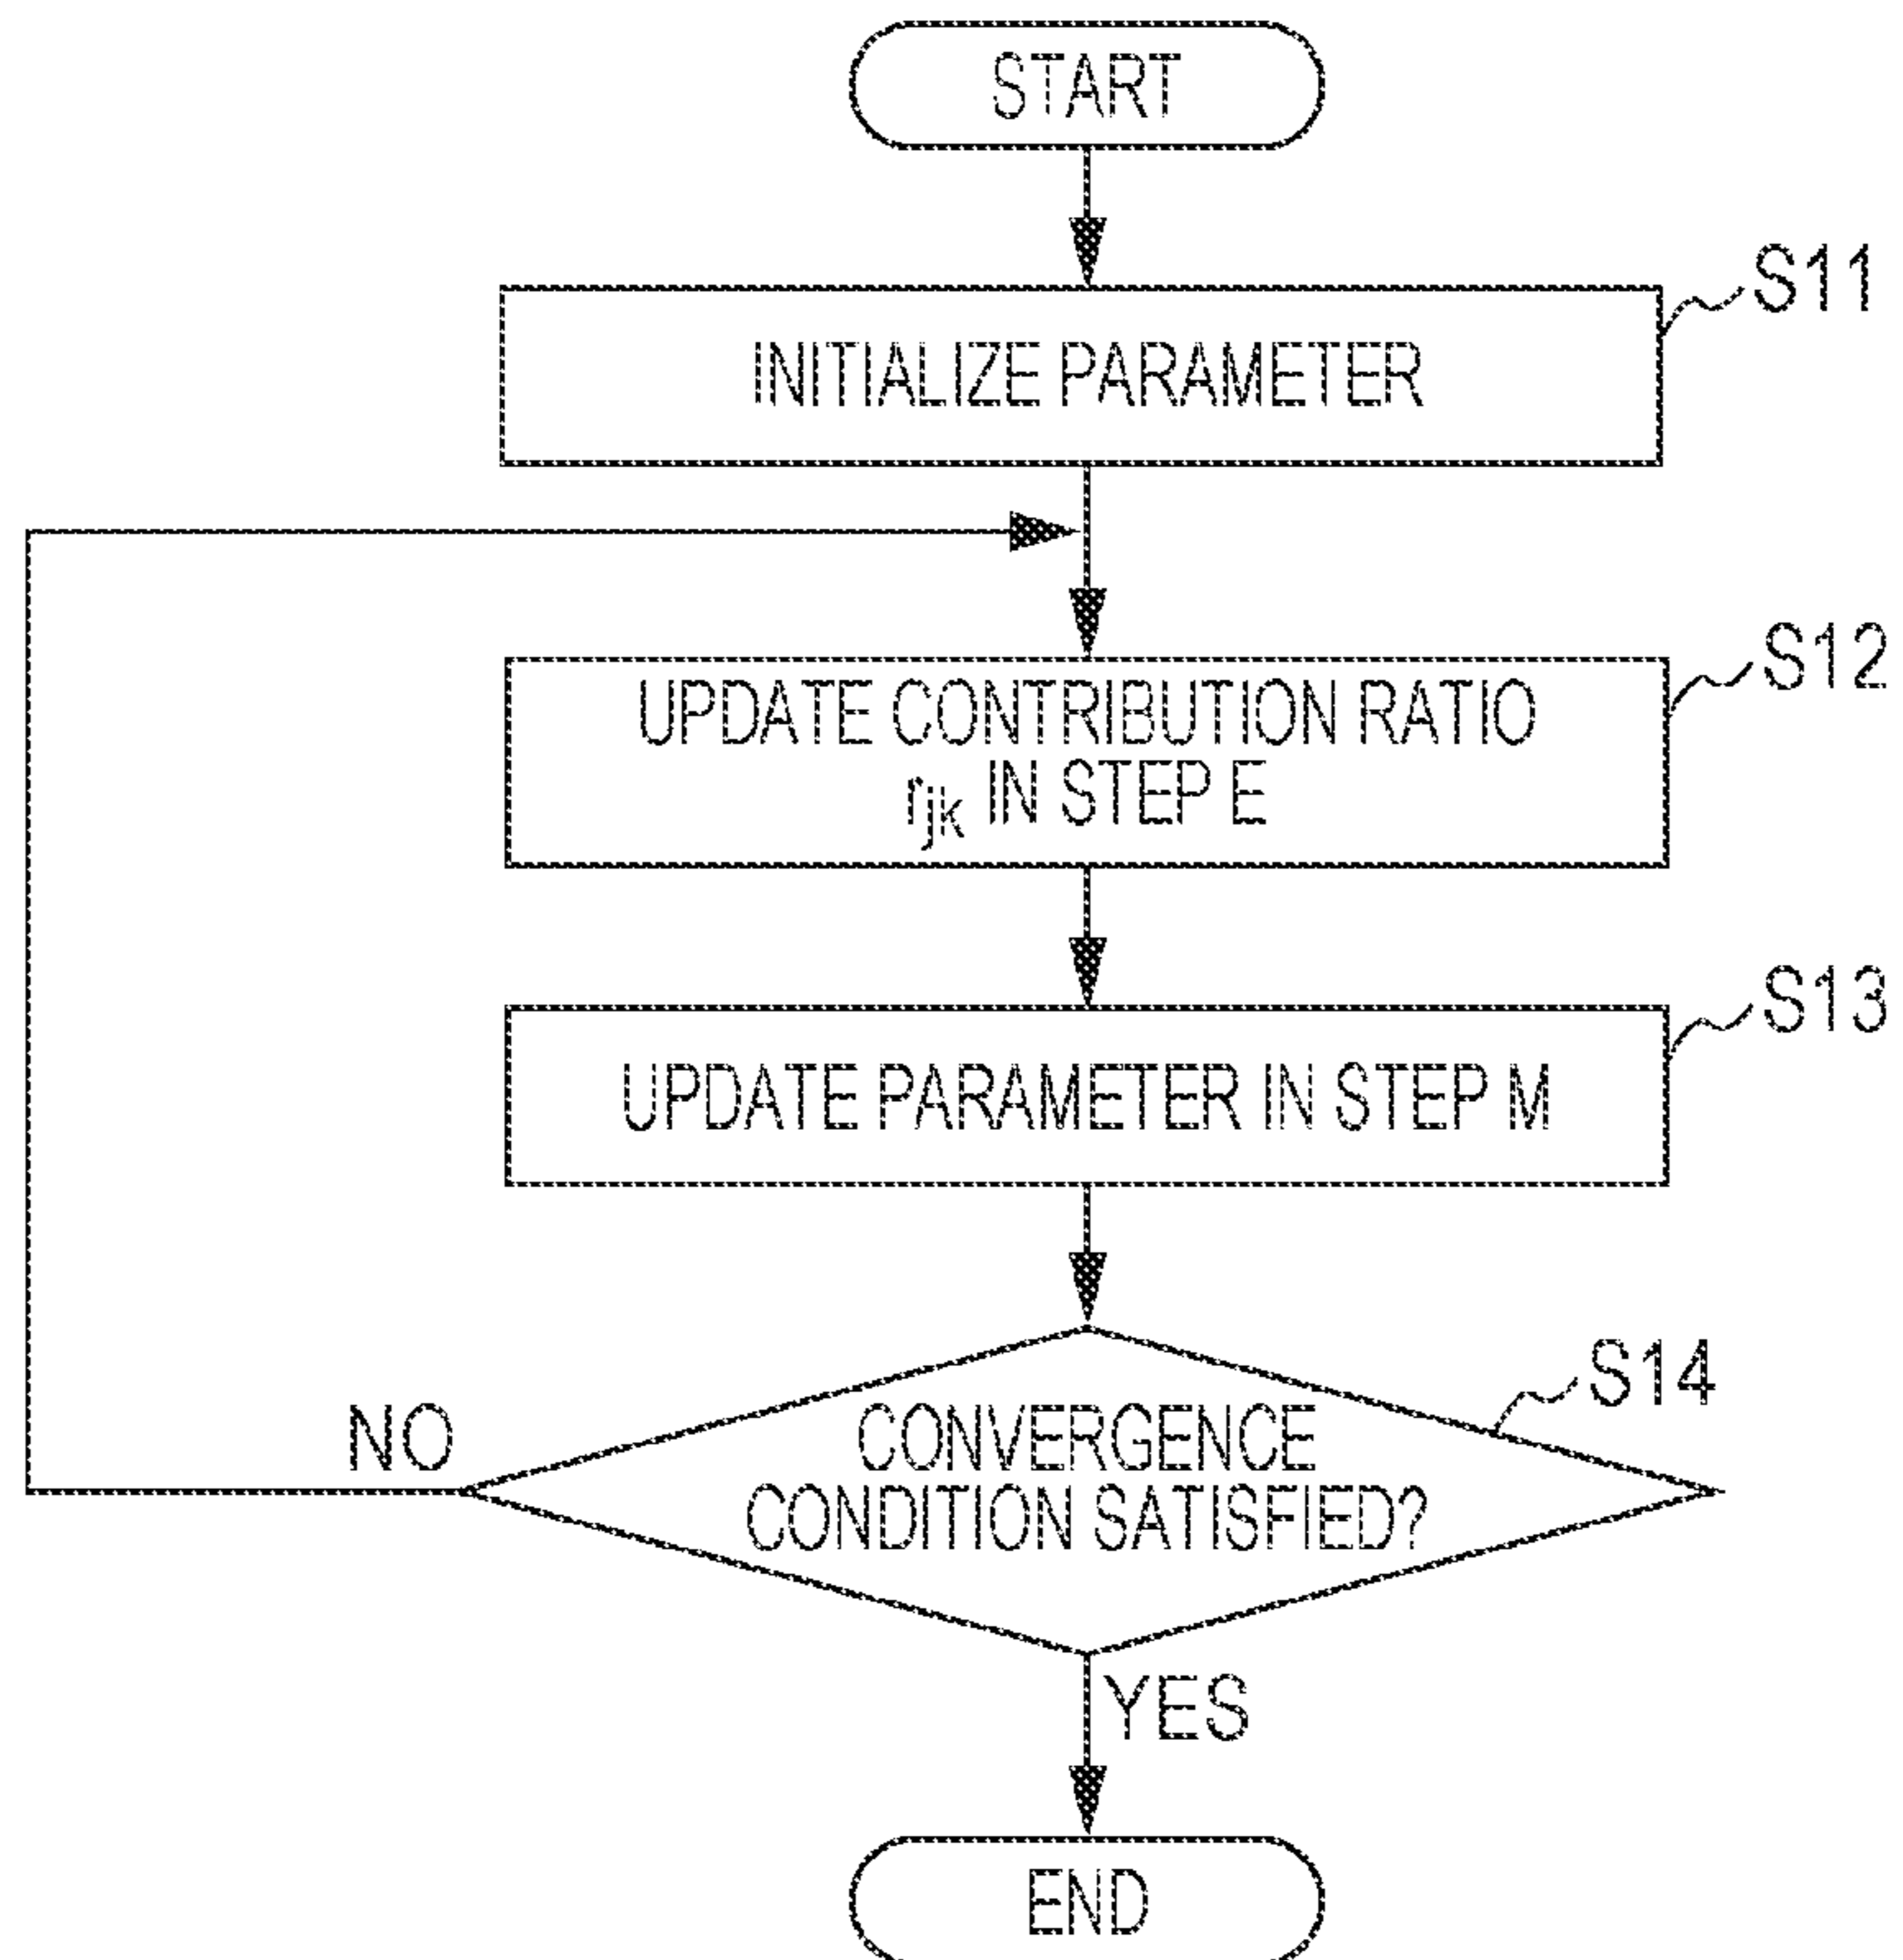 START
S11
INITIALIZE PARAMETER
S12
UPDATE CONTRIBUTION RATIO
rjk IN STEP E
S13
UPDATE PARAMETER IN STEP M
S14
NO
CONVERGENCE
CONDITION SATISFIED?
YES
END